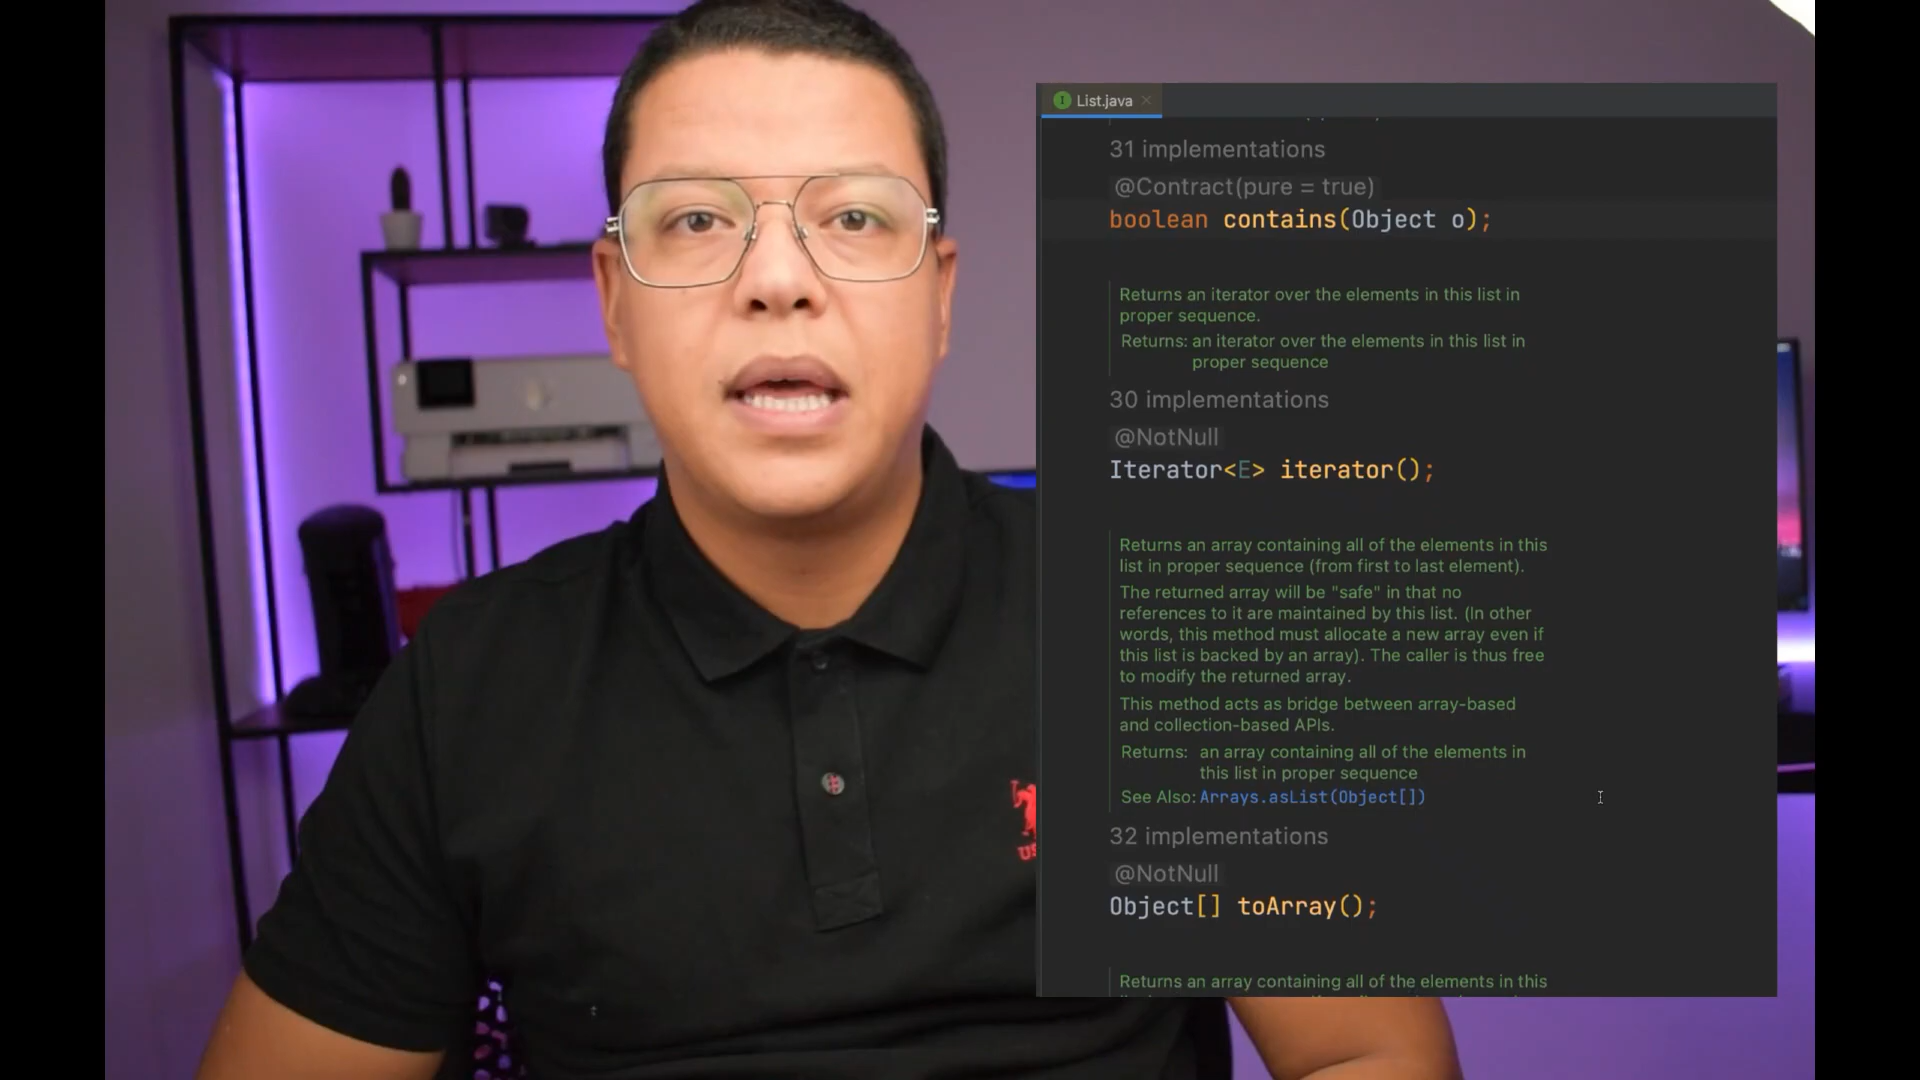 List.java
31 implementations
@Contract(pure = true)
boolean contains(Object o);
Returns an iterator over the elements in this list in
proper sequence.
Returns: an iterator over the elements in this list in
proper sequence
30 implementations
@NotNull
Iterator<E> iterator();
Returns an array containing all of the elements in this
list in proper sequence (from first to last element).
The returned array will be "safe" in that no
references to it are maintained by this list. (In other
words, this method must allocate a new array even if
this list is backed by an array). The caller is thus free
to modify the returned array.
This method acts as bridge between array-based
and collection-based APIs.
Returns: an array containing all of the elements in
this list in proper sequence
See Also: Arrays.asList(Object[])
32 implementations
@NotNull
Object[] toArray();
Returns an array containing all of the elements in this